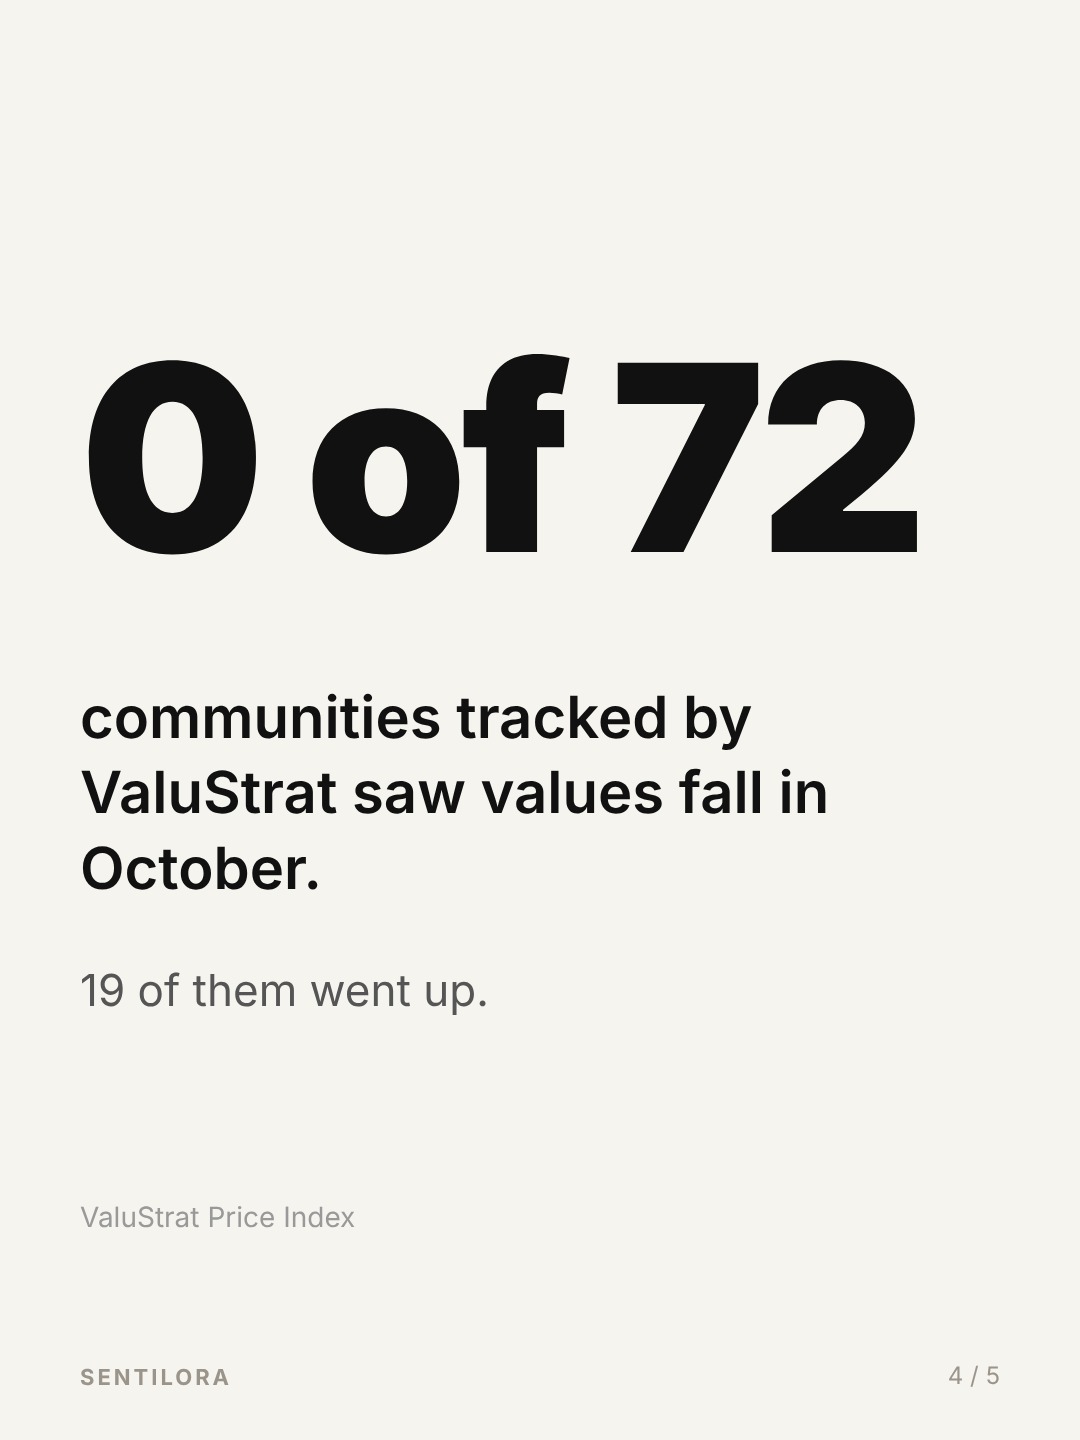 0 of 72
communities tracked by
ValuStrat saw values fall in
October.
19 of them went up.
ValuStrat Price Index
SENTILORA
4 / 5